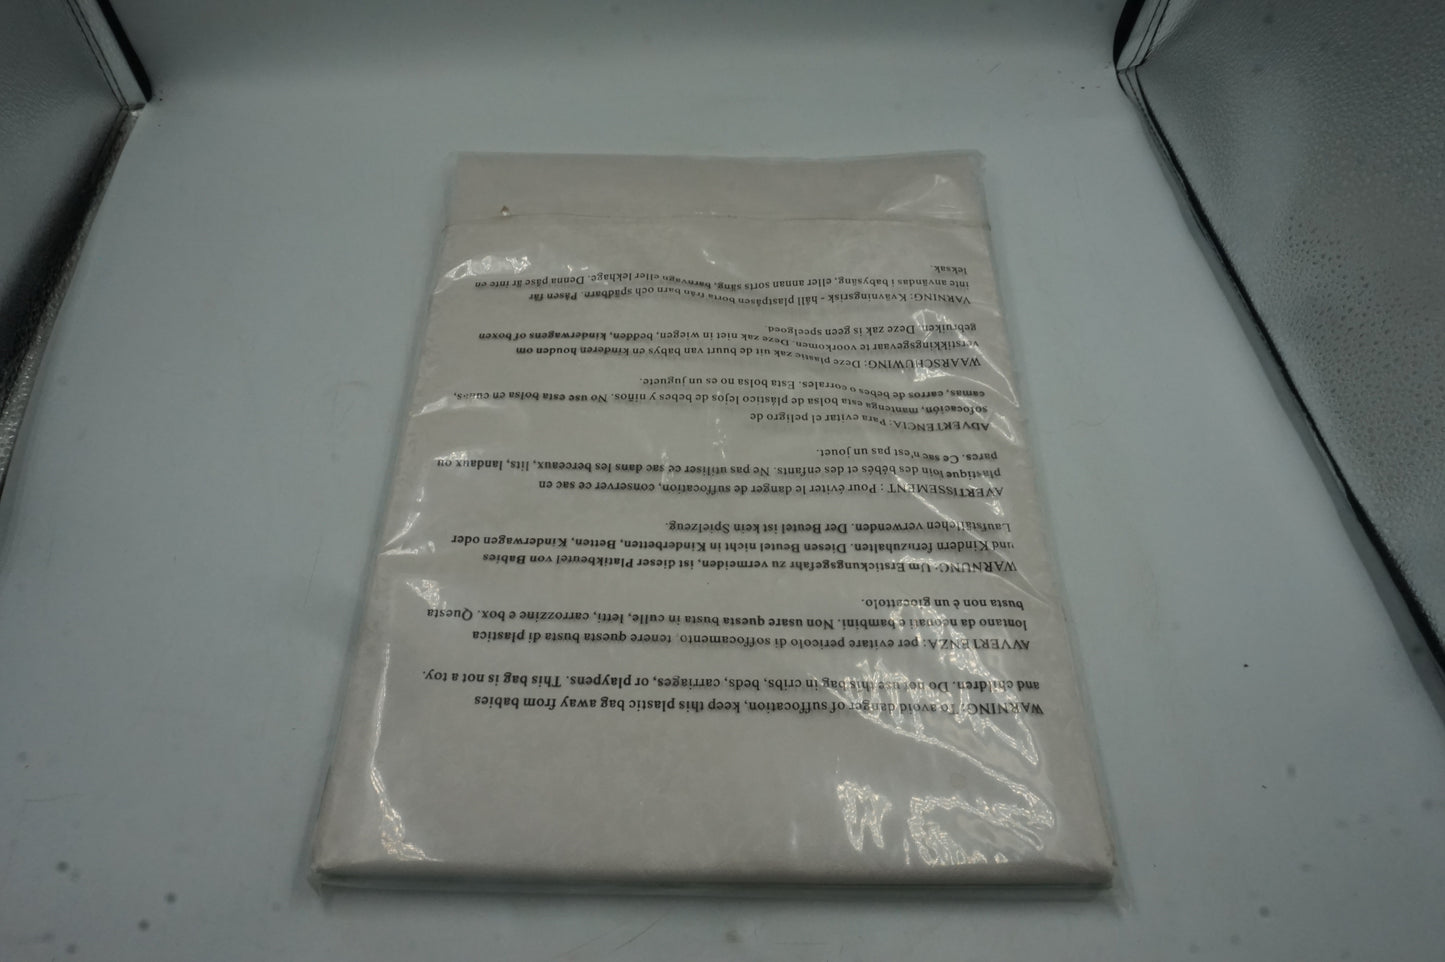 WARNING: To avoid danger of suffocation, keep this plastic bag away from babies
and children. Do not use this bag in cribs, beds, carriages, or playpens. This bag is not a toy.
AVVERTENZA: per evitare pericolo di soffocamento, tenere questa busta di plastica
lontano da neonati e bambini. Non usare questa busta in culle, letti, carrozzine e box. Questa
busta non è un giocattolo.
WARNUNG: Um Erstickungsgefahr zu vermeiden, ist dieser Platikbeutel von Babies
und Kindern fernzuhalten. Diesen Beutel nicht in Kinderbetten, Betten, Kinderwagen oder
Laufställchen verwenden. Der Beutel ist kein Spielzeug.
AVERTISSEMENT : Pour éviter le danger de suffocation, conserver ce sac en
plastique loin des bébés et des enfants. Ne pas utiliser ce sac dans les berceaux, lits, landaux ou
parcs. Ce sac n'est pas un jouet.
ADVERTENCIA: Para evitar el peligro de
sofocación, mantenga esta bolsa de plástico lejos de bebes y niños. No use esta bolsa en cunas,
camas, carros de bebes o corrales. Esta bolsa no es un juguete.
WAARSCHUWING: Deze plastic zak uit de buurt van babys en kinderen houden om
verstikkingsgevaar te voorkomen. Deze zak niet in wiegen, bedden, kinderwagens of boxen
gebruiken. Deze zak is geen speelgoed.
VARNING: Kvävningsrisk - håll plastpåsen borta från barn och spädbarn. Påsen får
inte användas i babysäng, eller annan sorts säng, barnvagn eller lekhage. Denna påse är inte en
leksak.